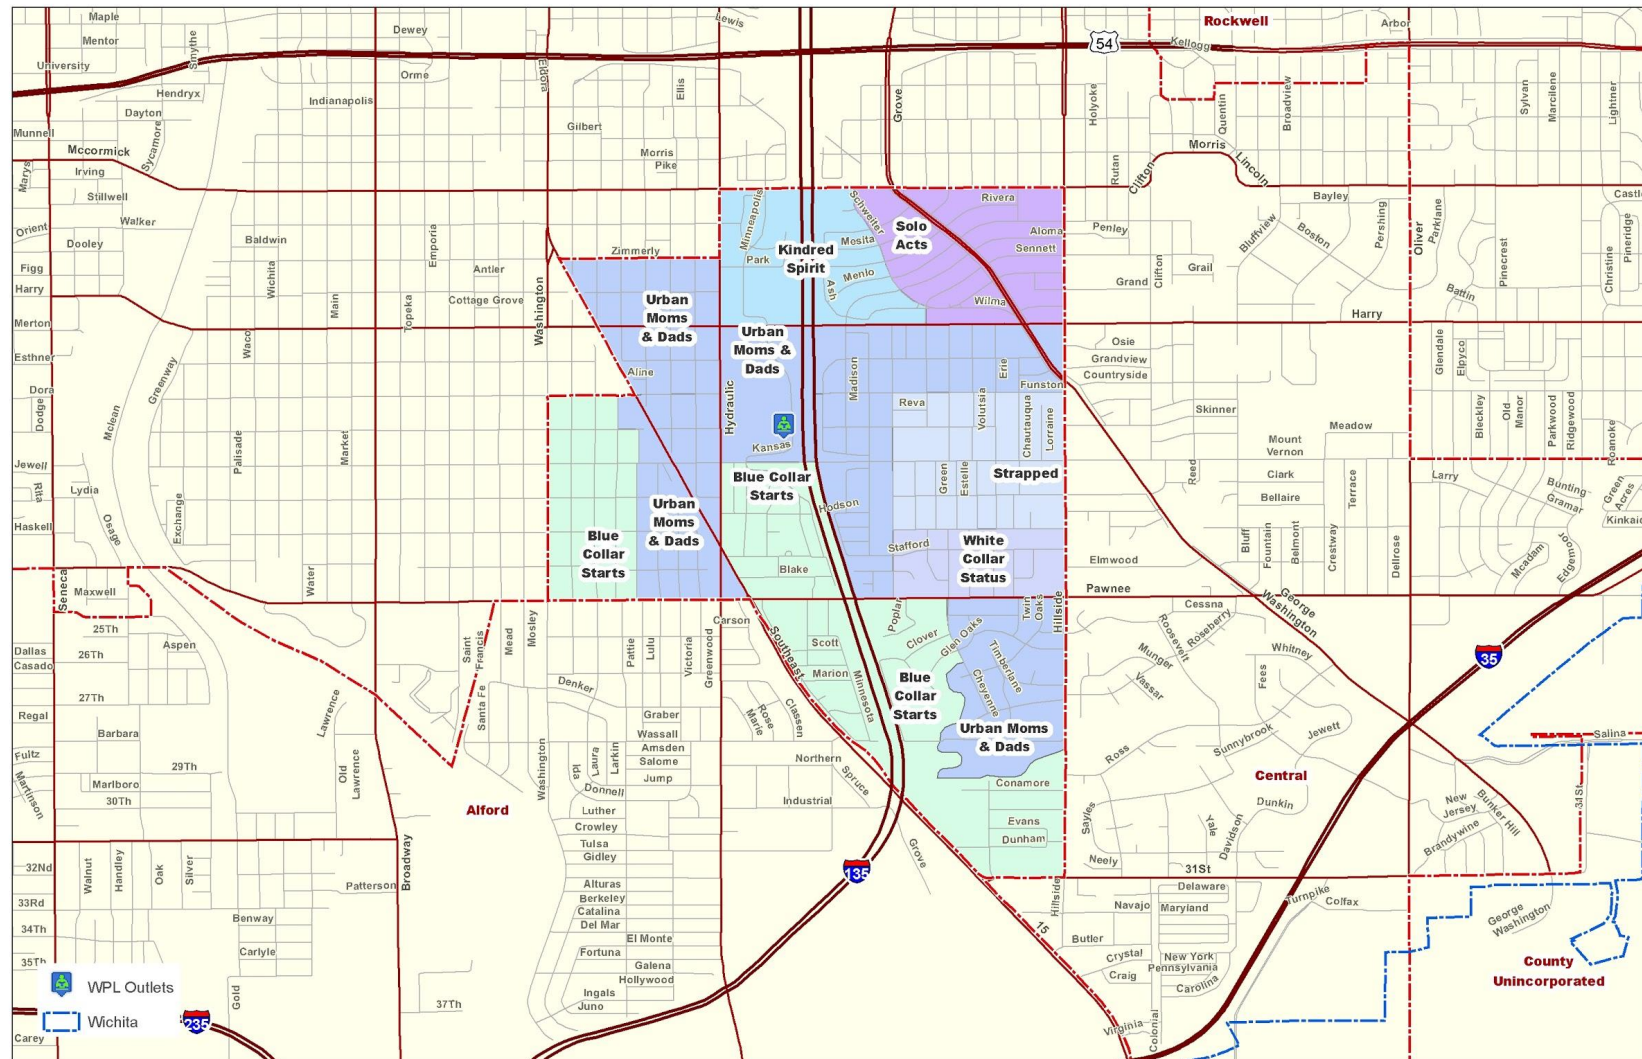 Maple
Mentor
University
Smythe
Dewey
Orme
Eldora
Lewis
Ellis
Grove
54
Kellogg
Rockwell
Arbor
Hendryx
Dayton
Indianapolis
Gilbert
Holyoke
Quentin
Broadview
Sylvan
Marcilene
Lightner
Munnell
Mccormick
Sycamore
Morris
Pike
Morris
Lincoln
Rutan
Clifton
Marys
Irving
Stillwell
Walker
Orient
Dooley
Baldwin
Emporia
Zimmerly
Minneapolis
Schweiter
Rivera
Solo
Acts
Aloma
Sennett
Mesita
Kindred
Spirit
Park
Menlo
Ash
Wilma
Penley
Bayley
Bluffview
Boston
Pershing
Oliver
Parklane
Pinecrest
Castle
Christine
Pineridge
Figg
Harry
Wichita
Antler
Cottage Grove
Main
Topeka
Washington
Grand
Clifton
Grail
Battin
Harry
Merton
Esthner
Dora
Dodge
Mclean
Greenway
Waco
Urban
Moms
& Dads
Urban
Moms &
Dads
Aline
Hydraulic
Madison
Erie
Funston
Reva
Volutsia
Chautauqua
Lorraine
Osie
Grandview
Countryside
Skinner
Glendale
Elpyco
Bleckley
Old
Manor
Parkwood
Ridgewood
Roanoke
Meadow
Mount
Vernon
Palisade
Market
Kansas
Jewell
Rita
Lydia
Haskell
Osage
Exchange
Water
Blue Collar
Starts
Green
Estelle
Strapped
Hodson
Urban
Moms
& Dads
Blue
Collar
Starts
Blake
Stafford
White
Collar
Status
Reed
Clark
Bellaire
Terrace
Larry
Bunting
Gramar
Green
Acres
Kinkaid
Elmwood
Bluff
Fountain
Belmont
Crestway
Delrose
Mcadam
Edgemoor
Pawnee
George
Washington
Seneca
Maxwell
25Th
26Th
27Th
Dallas
Casado
Regal
Aspen
Barbara
Fultz
Martinson
Marlboro
29Th
30Th
Lawrence
Old
Lawrence
Saint
Francis
Santa Fe
Mead
Mosley
Alford
Denker
Pattie
Lulu
Victoria
Greenwood
Carson
Southeast
Graber
Wassall
Amsden
Salome
Jump
Ida
Laura
Larkin
Donnell
Washington
Rose
Marie
Classen
Northern
Spruce
Industrial
Scott
Marion
Minnesota
Poplar
Clover
Glen Oaks
Blue
Collar
Starts
Twin
Oaks
Hillside
Timberlane
Cheyenne
Urban Moms
& Dads
Conamore
Evans
Dunham
Cessna
Roosevelt
Roseberry
Munger
Vassar
Whitney
Fees
35
Ross
Sunnybrook
Jewett
Central
Dunkin
Sayles
Yale
Davidson
Neely
31St
Salina
31St
New
Jersey
Bunker Hill
Brandywine
Luther
Crowley
Tulsa
Gidley
Alturas
Berkeley
Catalina
Del Mar
El Monte
Fortuna
Galena
Hollywood
Ingals
Juno
Broadway
Patterson
32Nd
33Rd
34Th
35Th
Walnut
Handley
Oak
Silver
Benway
Carlyle
Gold
37Th
135
Grove
15
Hillside
Delaware
Navajo
Maryland
Butler
Crystal
Craig
New York
Pennsylvania
Carolina
Virginia
Colonial
Turnpike
Colfax
George
Washington
County
Unincorporated
WPL Outlets
Wichita
235
Carey